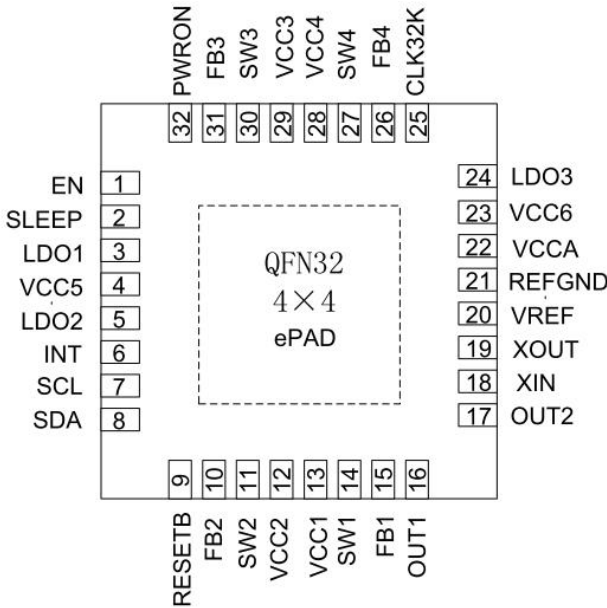 PWRON FB3 SW3 VCC3 VCC4 SW4 FB4 CLK32K
32 31 30 29 28 27 26 25
EN 1
SLEEP 2
LDO1 3
VCC5 4
LDO2 5
INT 6
SCL 7
SDA 8
QFN32
4×4
ePAD
24 LDO3
23 VCC6
22 VCCA
21 REFGND
20 VREF
19 XOUT
18 XIN
17 OUT2
9 10 11 12 13 14 15 16
RESETB FB2 SW2 VCC2 VCC1 SW1 FB1 OUT1